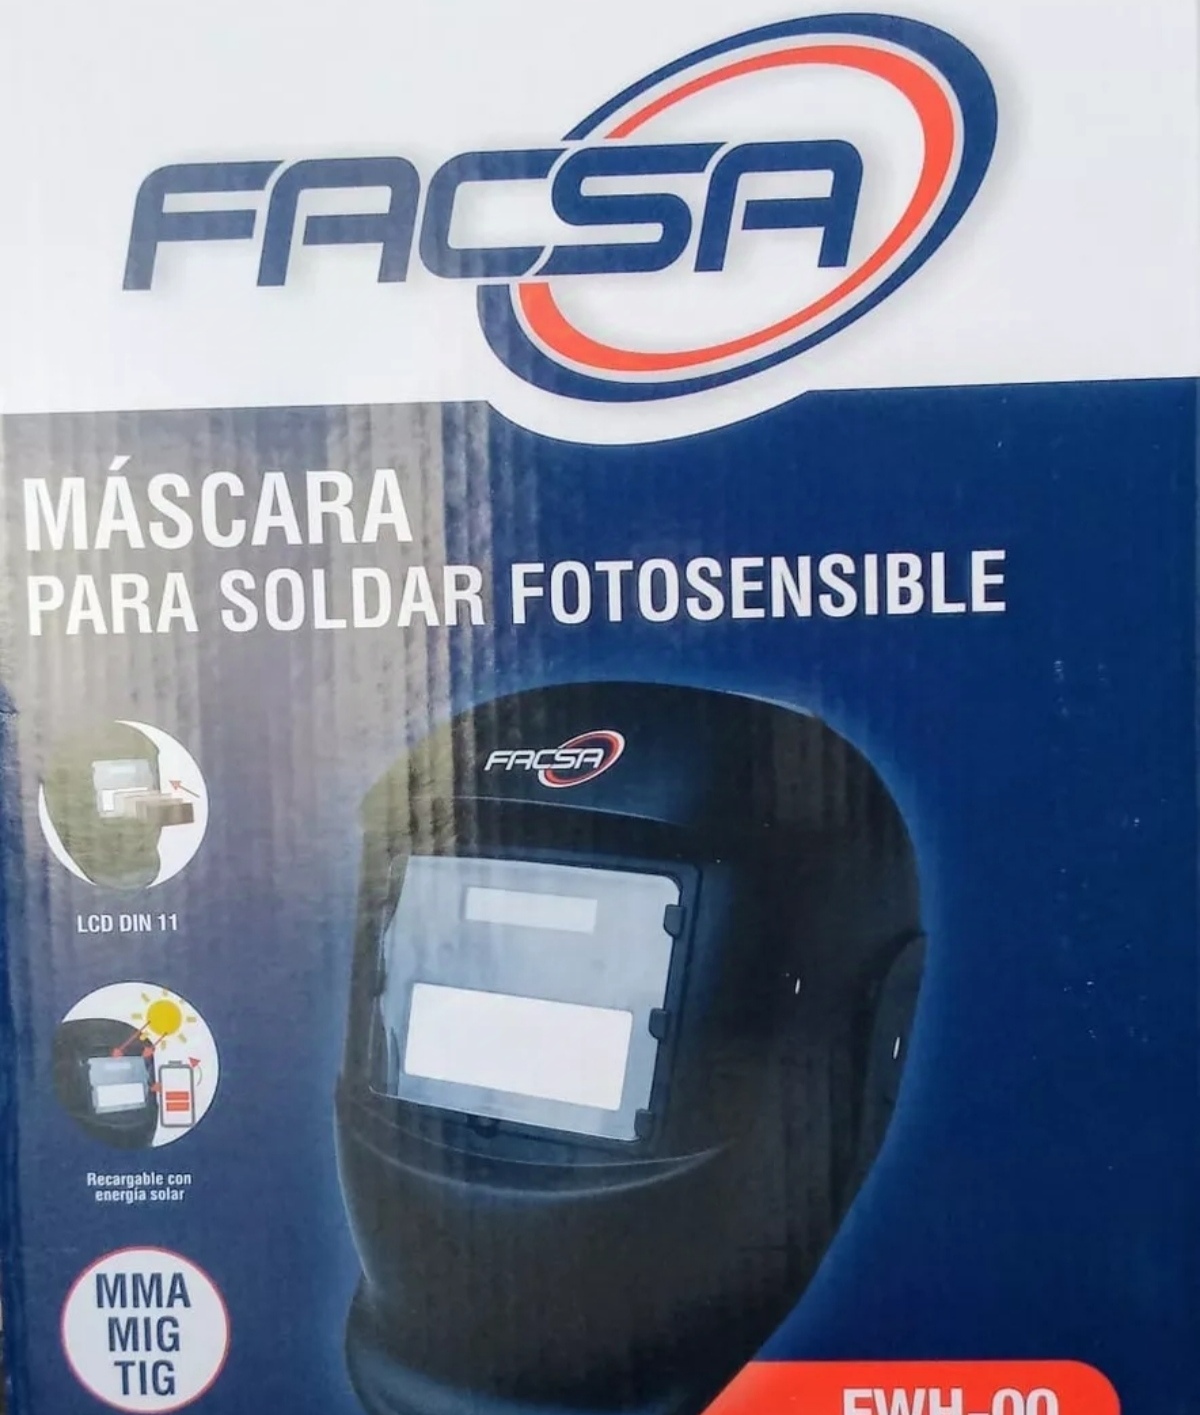 FACSA
MÁSCARA
PARA SOLDAR FOTOSENSIBLE
FACSA
LCD DIN 11
Recargable con
energía solar
MMA
MIG
TIG